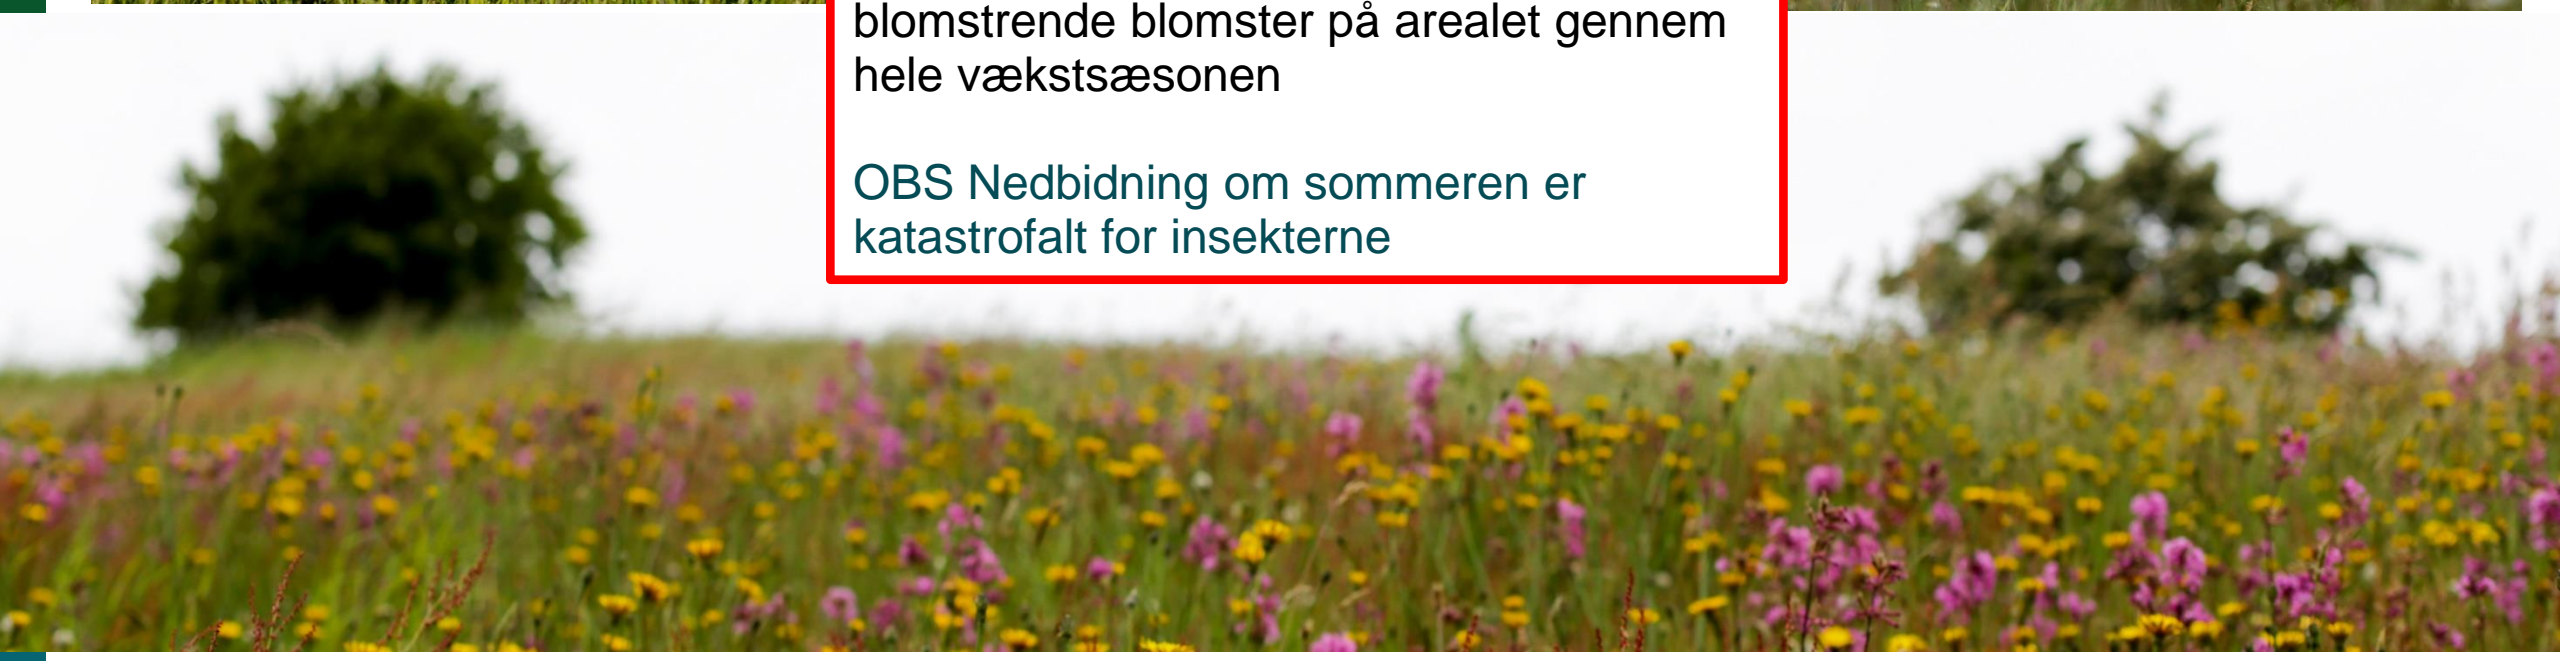 blomstrende blomster på arealet gennem
hele vækstsæsonen
OBS Nedbidning om sommeren er
katastrofalt for insekterne